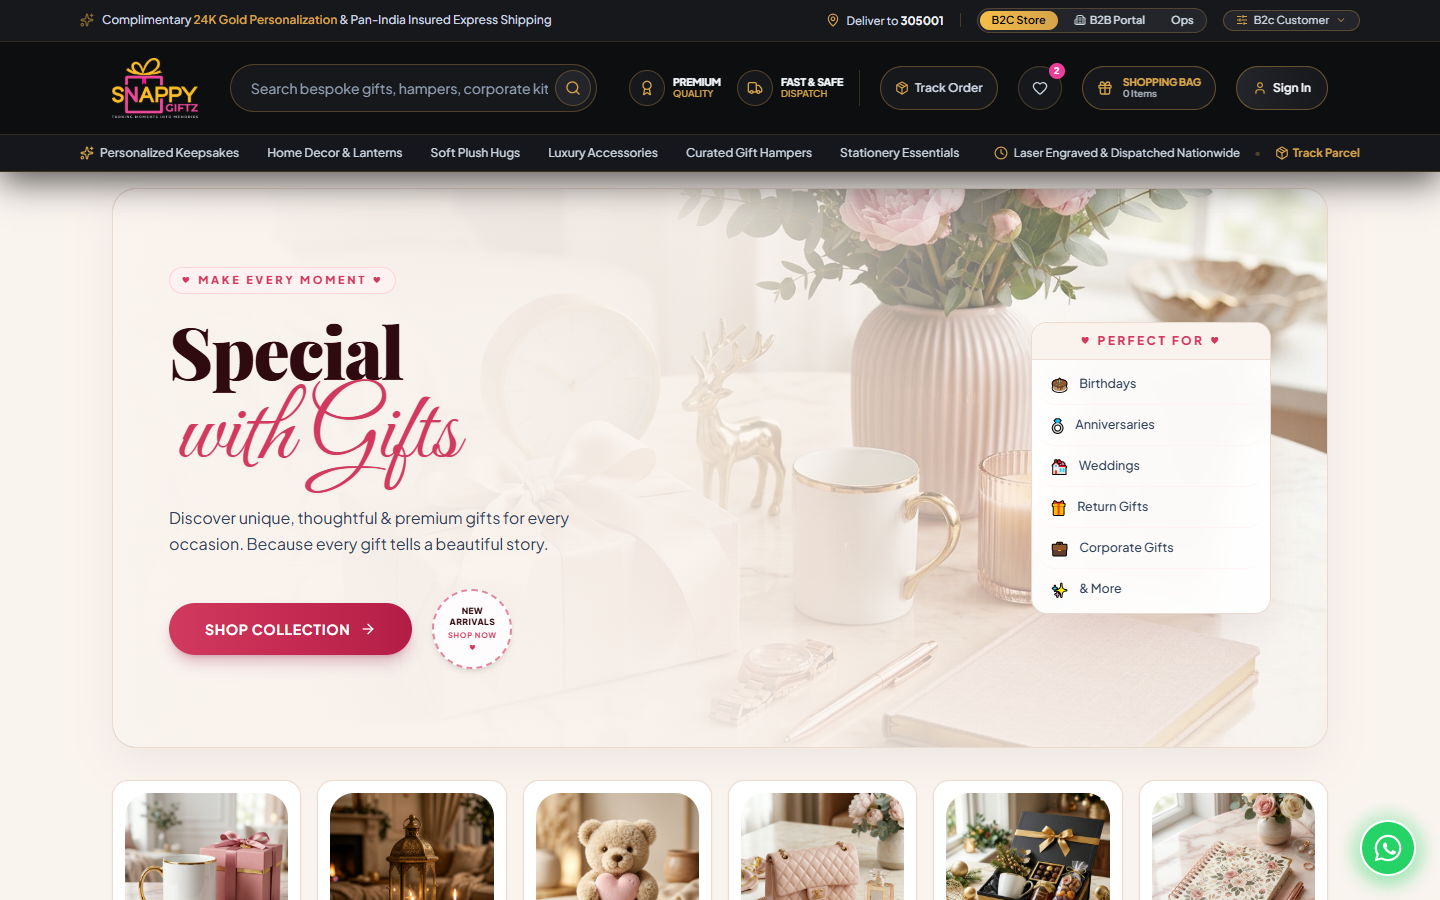 Complimentary 24K Gold Personalization & Pan-India Insured Express Shipping
Deliver to 305001
B2C Store
B2B Portal
Ops
B2c Customer
SNAPPY
GIFTZ
TURNING MOMENTS INTO MEMORIES
Search bespoke gifts, hampers, corporate kit
PREMIUM
QUALITY
FAST & SAFE
DISPATCH
Track Order
2
SHOPPING BAG
0 Items
Sign In
Personalized Keepsakes
Home Decor & Lanterns
Soft Plush Hugs
Luxury Accessories
Curated Gift Hampers
Stationery Essentials
Laser Engraved & Dispatched Nationwide
Track Parcel
♥ MAKE EVERY MOMENT ♥
Special
with Gifts
Discover unique, thoughtful & premium gifts for every
occasion. Because every gift tells a beautiful story.
SHOP COLLECTION →
NEW
ARRIVALS
SHOP NOW
♥
♥ PERFECT FOR ♥
Birthdays
Anniversaries
Weddings
Return Gifts
Corporate Gifts
& More